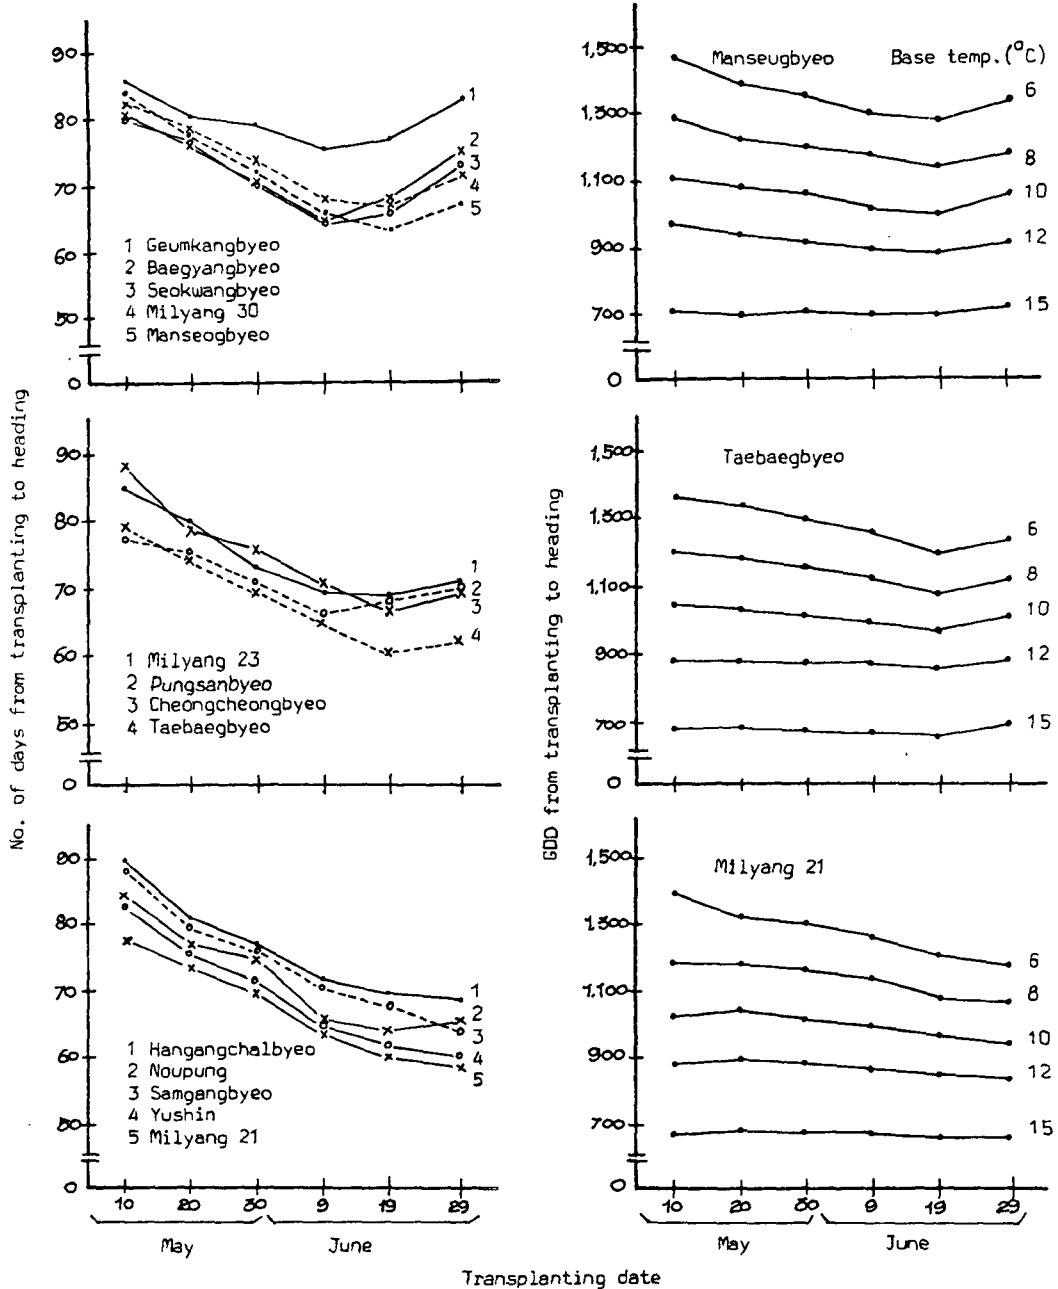 No. of days from transplanting to heading
90
80
70
60
50
0
1
2
3
4
5
1 Geumkangbyeo
2 Baegyangbyeo
3 Seokwangbyeo
4 Milyang 30
5 Manseogbyeo
90
80
70
60
50
0
1
2
3
4
1 Milyang 23
2 Pungsanbyeo
3 Cheongcheongbyeo
4 Taebaegbyeo
90
80
70
60
50
0
1
2
3
4
5
1 Hangangchalbyeo
2 Noupung
3 Samgangbyeo
4 Yushin
5 Milyang 21
10 20 30 9 19 29
May June
GDD from transplanting to heading
Manseugbyeo Base temp.(°C)
1,500
1,300
1,100
900
700
0
6
8
10
12
15
Taebaegbyeo
1,500
1,300
1,100
900
700
0
6
8
10
12
15
Milyang 21
1,500
1,300
1,100
900
700
0
6
8
10
12
15
10 20 30 9 19 29
May June
Transplanting date